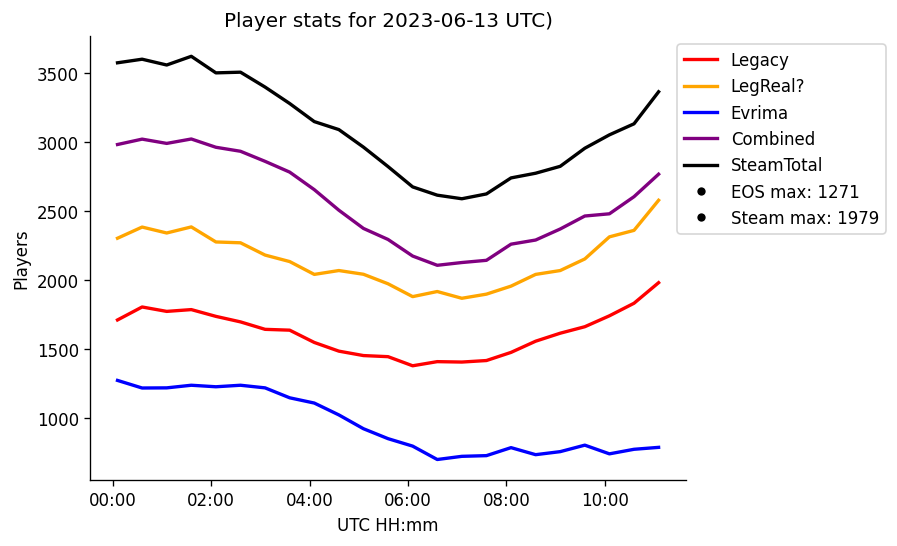 Player stats for 2023-06-13 UTC)
Legacy
LegReal?
Evrima
Combined
SteamTotal
EOS max: 1271
Steam max: 1979
Players
3500
3000
2500
2000
1500
1000
00:00 02:00 04:00 06:00 08:00 10:00
UTC HH:mm